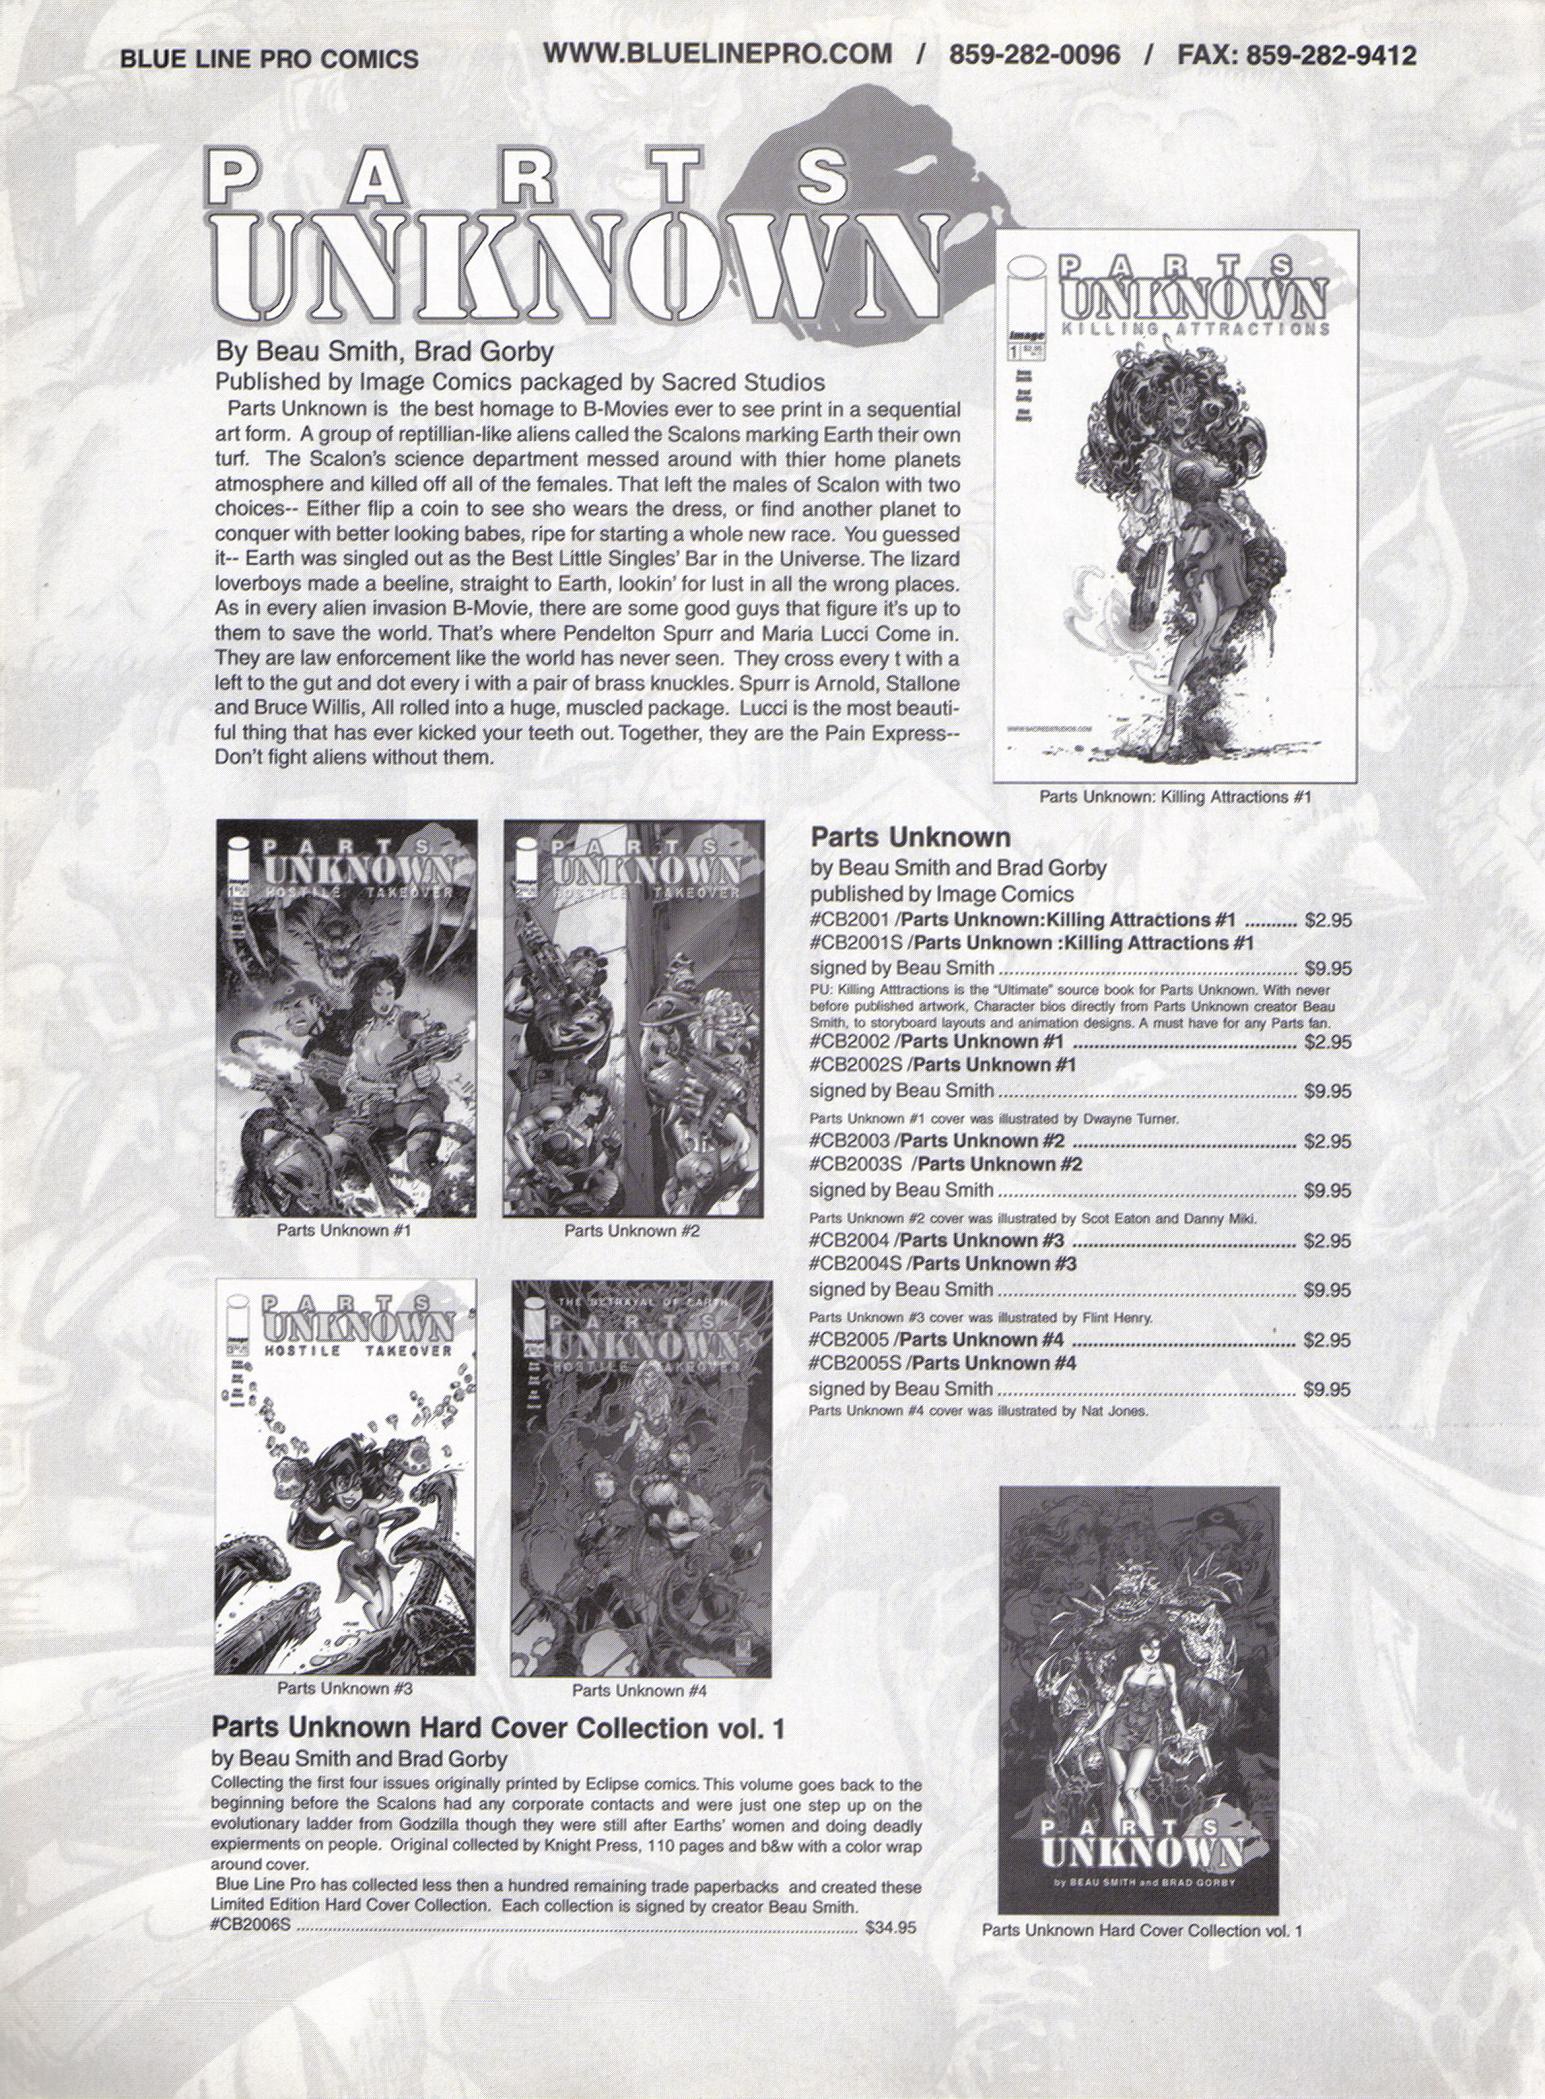 BLUE LINE PRO COMICS
WWW.BLUELINEPRO.COM / 859-282-0096 / FAX: 859-282-9412
PARTS
UNKNOWN
By Beau Smith, Brad Gorby
Published by Image Comics packaged by Sacred Studios
Parts Unknown is the best homage to B-Movies ever to see print in a sequential
art form. A group of reptillian-like aliens called the Scalons marking Earth their own
turf. The Scalon's science department messed around with thier home planets
atmosphere and killed off all of the females. That left the males of Scalon with two
choices-- Either flip a coin to see sho wears the dress, or find another planet to
conquer with better looking babes, ripe for starting a whole new race. You guessed
it-- Earth was singled out as the Best Little Singles' Bar in the Universe. The lizard
loverboys made a beeline, straight to Earth, lookin' for lust in all the wrong places.
As in every alien invasion B-Movie, there are some good guys that figure it's up to
them to save the world. That's where Pendelton Spurr and Maria Lucci Come in.
They are law enforcement like the world has never seen. They cross every t with a
left to the gut and dot every i with a pair of brass knuckles. Spurr is Arnold, Stallone
and Bruce Willis, All rolled into a huge, muscled package. Lucci is the most beauti-
ful thing that has ever kicked your teeth out. Together, they are the Pain Express--
Don't fight aliens without them.
PARTS
UNKNOWN
KILLING ATTRACTIONS
image
1 $2.95
WWW.SACREDSTUDIOS.COM
Parts Unknown: Killing Attractions #1
PARTS
UNKNOWN
HOSTILE TAKEOVER
Parts Unknown #1
PARTS
UNKNOWN
HOSTILE TAKEOVER
Parts Unknown #2
Parts Unknown
by Beau Smith and Brad Gorby
published by Image Comics
#CB2001 /Parts Unknown:Killing Attractions #1 .......... $2.95
#CB2001S /Parts Unknown :Killing Attractions #1
signed by Beau Smith .......... $9.95
PU: Killing Atttractions is the "Ultimate" source book for Parts Unknown. With never
before published artwork, Character bios directly from Parts Unknown creator Beau
Smith, to storyboard layouts and animation designs. A must have for any Parts fan.
#CB2002 /Parts Unknown #1 .......... $2.95
#CB2002S /Parts Unknown #1
signed by Beau Smith .......... $9.95
Parts Unknown #1 cover was illustrated by Dwayne Turner.
#CB2003 /Parts Unknown #2 .......... $2.95
#CB2003S /Parts Unknown #2
signed by Beau Smith .......... $9.95
Parts Unknown #2 cover was illustrated by Scot Eaton and Danny Miki.
#CB2004 /Parts Unknown #3 .......... $2.95
#CB2004S /Parts Unknown #3
signed by Beau Smith .......... $9.95
Parts Unknown #3 cover was illustrated by Flint Henry.
#CB2005 /Parts Unknown #4 .......... $2.95
#CB2005S /Parts Unknown #4
signed by Beau Smith .......... $9.95
Parts Unknown #4 cover was illustrated by Nat Jones.
PARTS
UNKNOWN
HOSTILE TAKEOVER
Parts Unknown #3
THE BETRAYAL OF EARTH
PARTS
UNKNOWN
HOSTILE TAKEOVER
Parts Unknown #4
Parts Unknown Hard Cover Collection vol. 1
by Beau Smith and Brad Gorby
Collecting the first four issues originally printed by Eclipse comics. This volume goes back to the
beginning before the Scalons had any corporate contacts and were just one step up on the
evolutionary ladder from Godzilla though they were still after Earths' women and doing deadly
expierments on people. Original collected by Knight Press, 110 pages and b&w with a color wrap
around cover.
Blue Line Pro has collected less then a hundred remaining trade paperbacks and created these
Limited Edition Hard Cover Collection. Each collection is signed by creator Beau Smith.
#CB2006S .......... $34.95
PARTS
UNKNOWN
by BEAU SMITH and BRAD GORBY
Parts Unknown Hard Cover Collection vol. 1